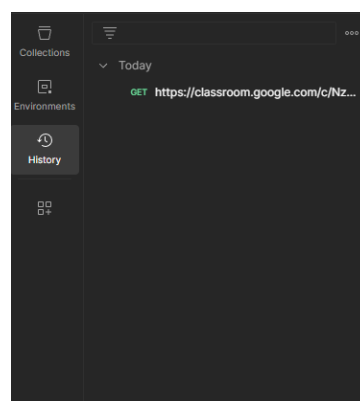 Collections
Environments
History
Today
GET https://classroom.google.com/c/Nz...